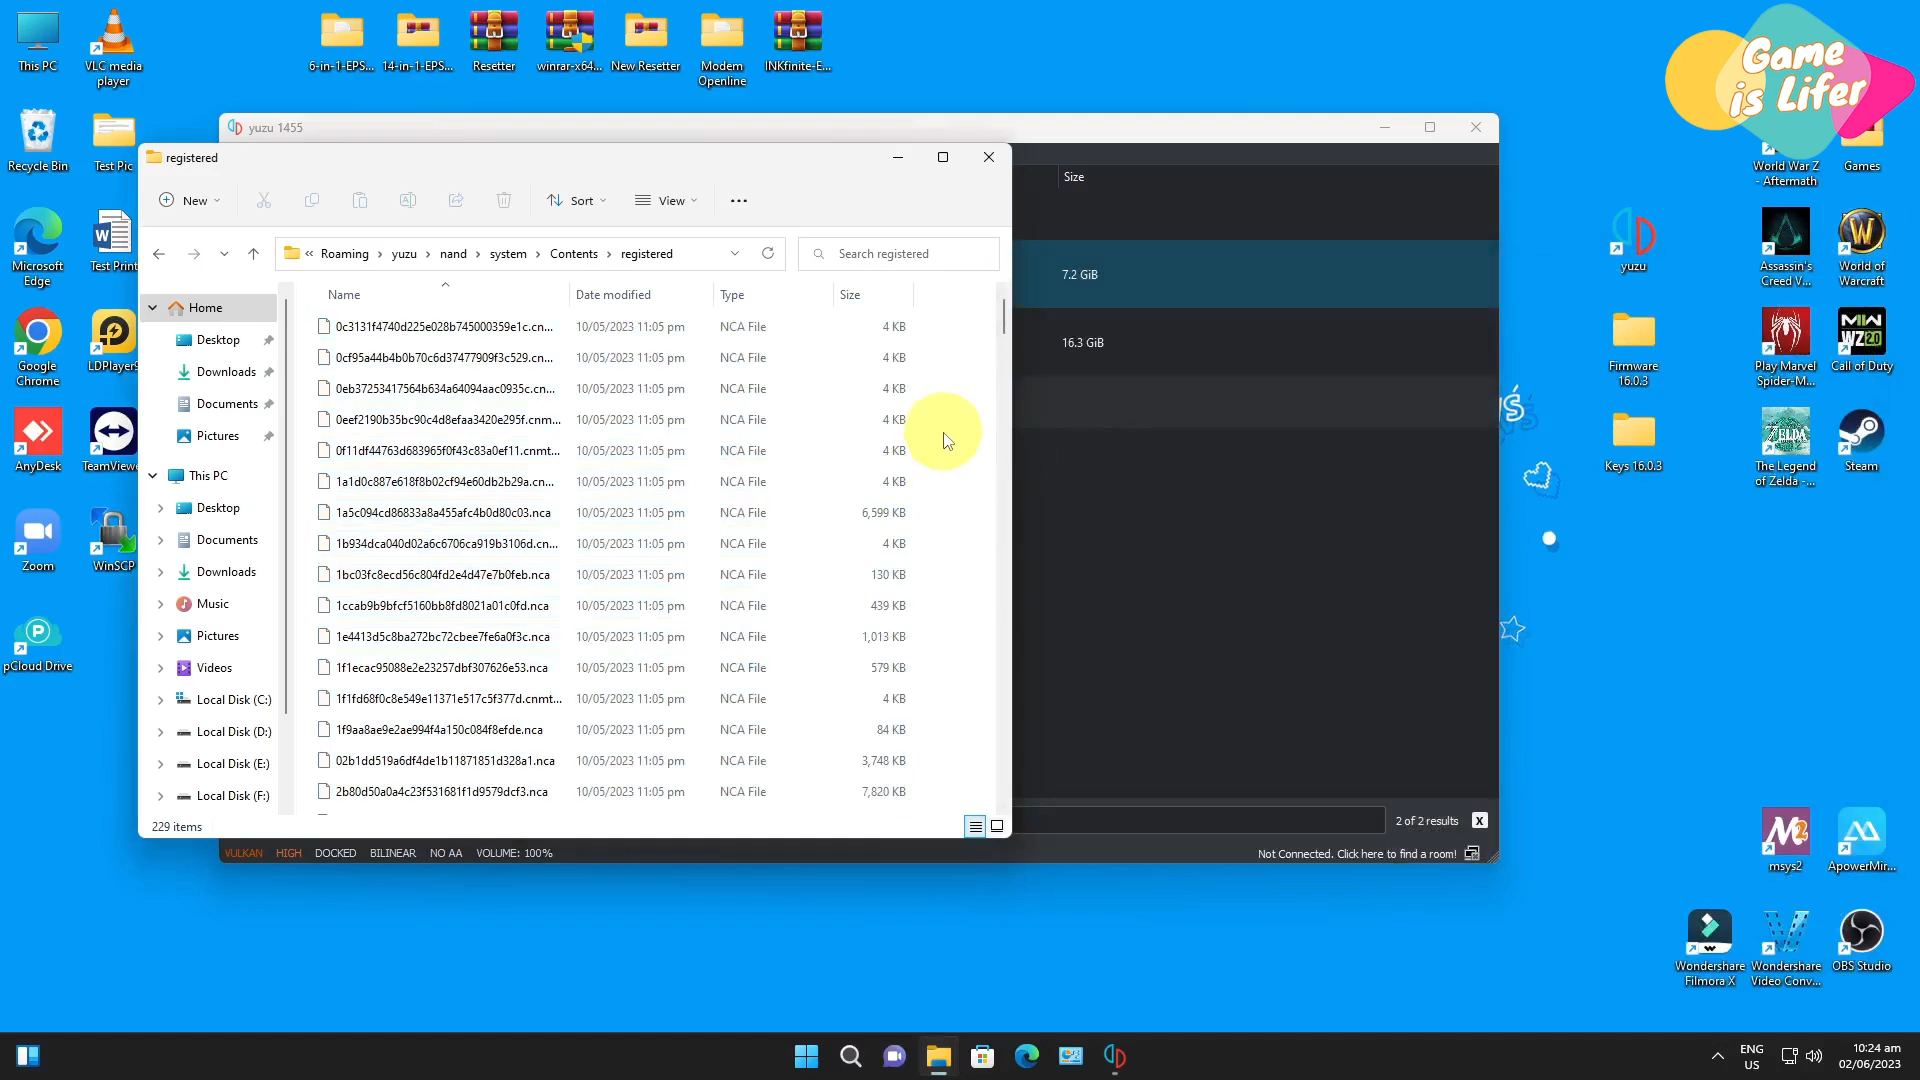 This PC
VLC media
player
6-in-1-EPS...
14-in-1-EPS...
Resetter
winrar-x64...
New Resetter
Modem
Openline
INKfinite-E...
Game
is Lifer
Recycle Bin
Test Pic
World War Z
- Aftermath
Games
Microsoft
Edge
Test Print
yuzu
Assassin's
Creed V...
World of
Warcraft
Google
Chrome
LDPlayer9
Firmware
16.0.3
Play Marvel
Spider-M...
MW
WZ 2.0
Call of Duty
AnyDesk
TeamViewe
Keys 16.0.3
ZELDA
The Legend
of Zelda -...
Steam
Zoom
WinSCP
pCloud Drive
msys2
ApowerMir...
Wondershare
Filmora X
Wondershare
Video Conv...
OBS Studio
yuzu 1455
Size
7.2 GiB
16.3 GiB
2 of 2 results
X
VULKAN HIGH DOCKED BILINEAR NO AA VOLUME: 100%
Not Connected. Click here to find a room!
registered
New
Sort
View
« Roaming > yuzu > nand > system > Contents > registered
Search registered
Home
Desktop
Downloads
Documents
Pictures
This PC
Desktop
Documents
Downloads
Music
Pictures
Videos
Local Disk (C:)
Local Disk (D:)
Local Disk (E:)
Local Disk (F:)
Name Date modified Type Size
0c3131f4740d225e028b745000359e1c.cn... 10/05/2023 11:05 pm NCA File 4 KB
0cf95a44b4b0b70c6d37477909f3c529.cn... 10/05/2023 11:05 pm NCA File 4 KB
0eb37253417564b634a64094aac0935c.cn... 10/05/2023 11:05 pm NCA File 4 KB
0eef2190b35bc90c4d8efaa3420e295f.cnm... 10/05/2023 11:05 pm NCA File 4 KB
0f11df44763d683965f0f43c83a0ef11.cnmt... 10/05/2023 11:05 pm NCA File 4 KB
1a1d0c887e618f8b02cf94e60db2b29a.cn... 10/05/2023 11:05 pm NCA File 4 KB
1a5c094cd86833a8a455afc4b0d80c03.nca 10/05/2023 11:05 pm NCA File 6,599 KB
1b934dca040d02a6c6706ca919b3106d.cn... 10/05/2023 11:05 pm NCA File 4 KB
1bc03fc8ecd56c804fd2e4d47e7b0feb.nca 10/05/2023 11:05 pm NCA File 130 KB
1ccab9b9bfcf5160bb8fd8021a01c0fd.nca 10/05/2023 11:05 pm NCA File 439 KB
1e4413d5c8ba272bc72cbee7fe6a0f3c.nca 10/05/2023 11:05 pm NCA File 1,013 KB
1f1ecac95088e2e23257dbf307626e53.nca 10/05/2023 11:05 pm NCA File 579 KB
1f1fd68f0c8e549e11371e517c5f377d.cnmt... 10/05/2023 11:05 pm NCA File 4 KB
1f9aa8ae9e2ae994f4a150c084f8efde.nca 10/05/2023 11:05 pm NCA File 84 KB
02b1dd519a6df4de1b11871851d328a1.nca 10/05/2023 11:05 pm NCA File 3,748 KB
2b80d50a0a4c23f531681f1d9579dcf3.nca 10/05/2023 11:05 pm NCA File 7,820 KB
229 items
ENG
US
10:24 am
02/06/2023